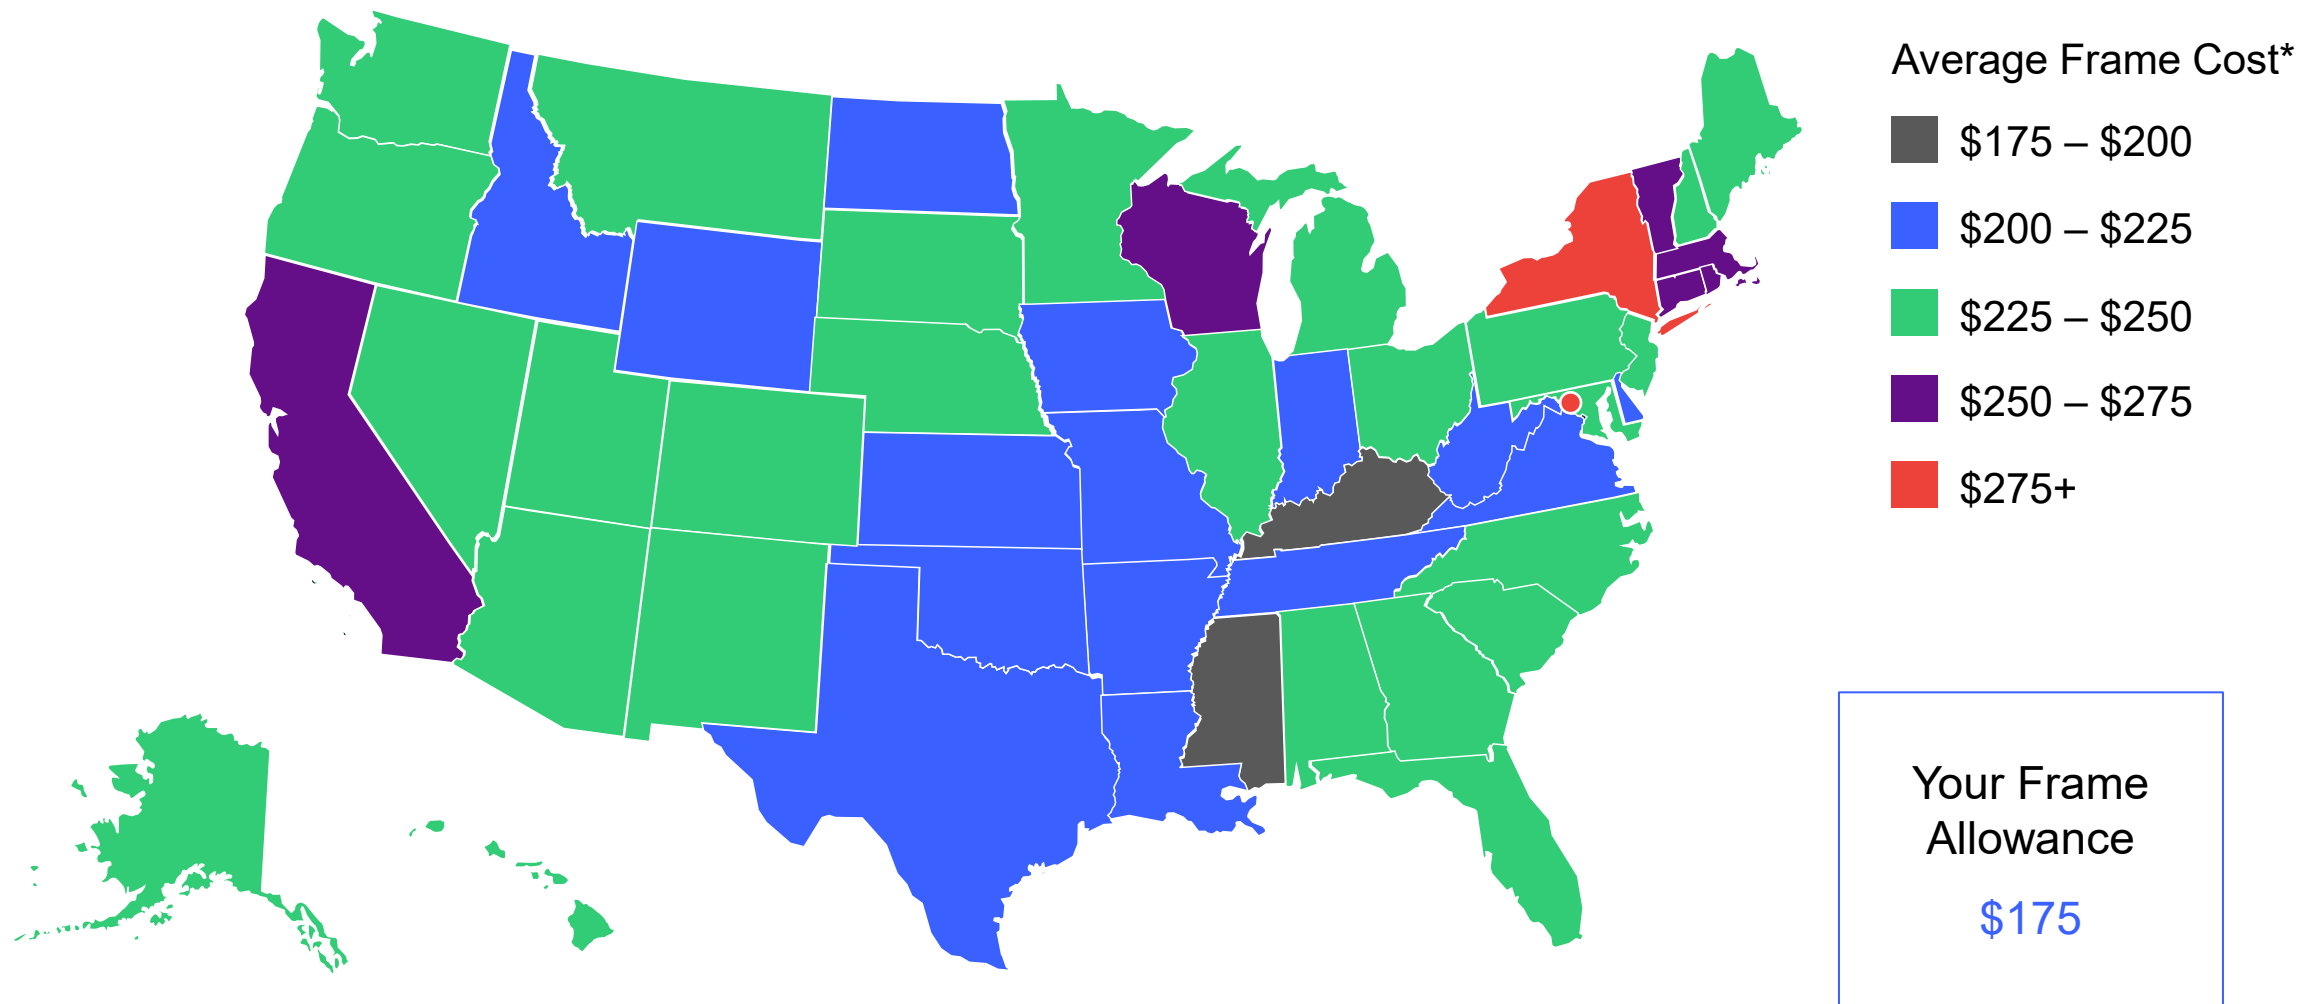 Average Frame Cost*
$175 – $200
$200 – $225
$225 – $250
$250 – $275
$275+
Your Frame
Allowance
$175